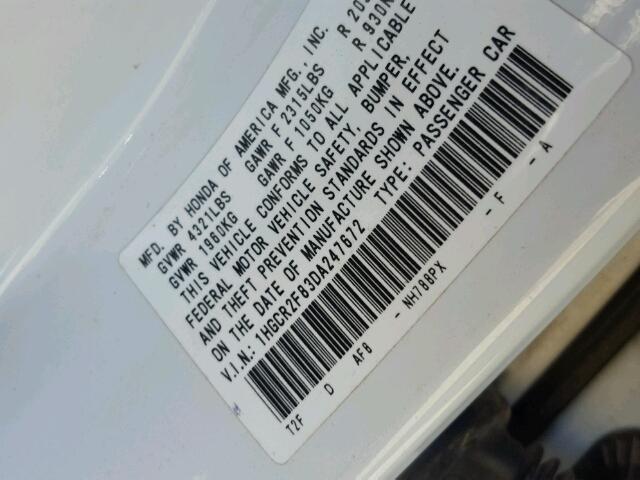 MFD. BY HONDA OF AMERICA MFG., INC.
GVWR 4321LBS GAWR F 2315LBS R
GVWR 1960KG GAWR F 1050KG R 930K
THIS VEHICLE CONFORMS TO ALL APPLICABLE
FEDERAL MOTOR VEHICLE SAFETY, BUMPER,
AND THEFT PREVENTION STANDARDS IN EFFECT
ON THE DATE OF MANUFACTURE SHOWN ABOVE.
V.I.N.: 1HGCR2F83DA247672 TYPE: PASSENGER CAR
T2F D AF8 - NH788PX - F - A